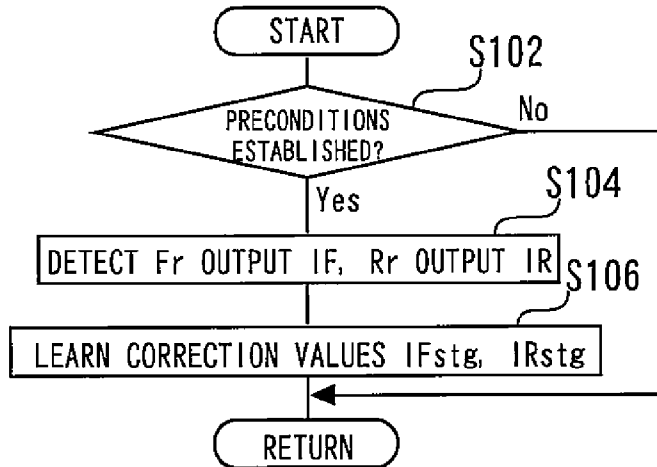 START
S102
PRECONDITIONS
ESTABLISHED?
No
Yes
S104
DETECT Fr OUTPUT IF, Rr OUTPUT IR
S106
LEARN CORRECTION VALUES IFstg, IRstg
RETURN